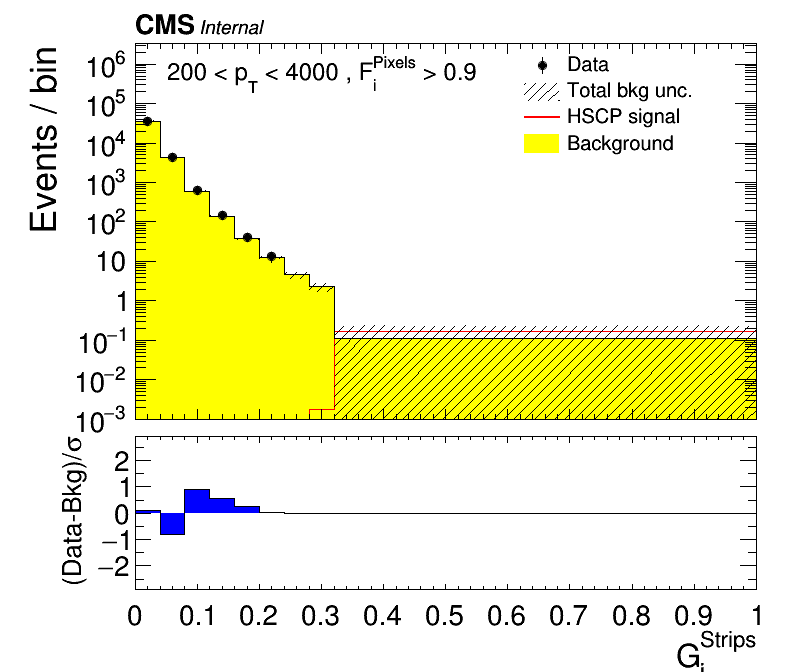 CMS Internal
200 < p_T < 4000 , F_i^Pixels > 0.9
Data
Total bkg unc.
HSCP signal
Background
Events / bin
10^6
10^5
10^4
10^3
10^2
10
1
10^−1
10^−2
10^−3
(Data-Bkg)/σ
2
1
0
−1
−2
0 0.1 0.2 0.3 0.4 0.5 0.6 0.7 0.8 0.9 1
G_i^Strips